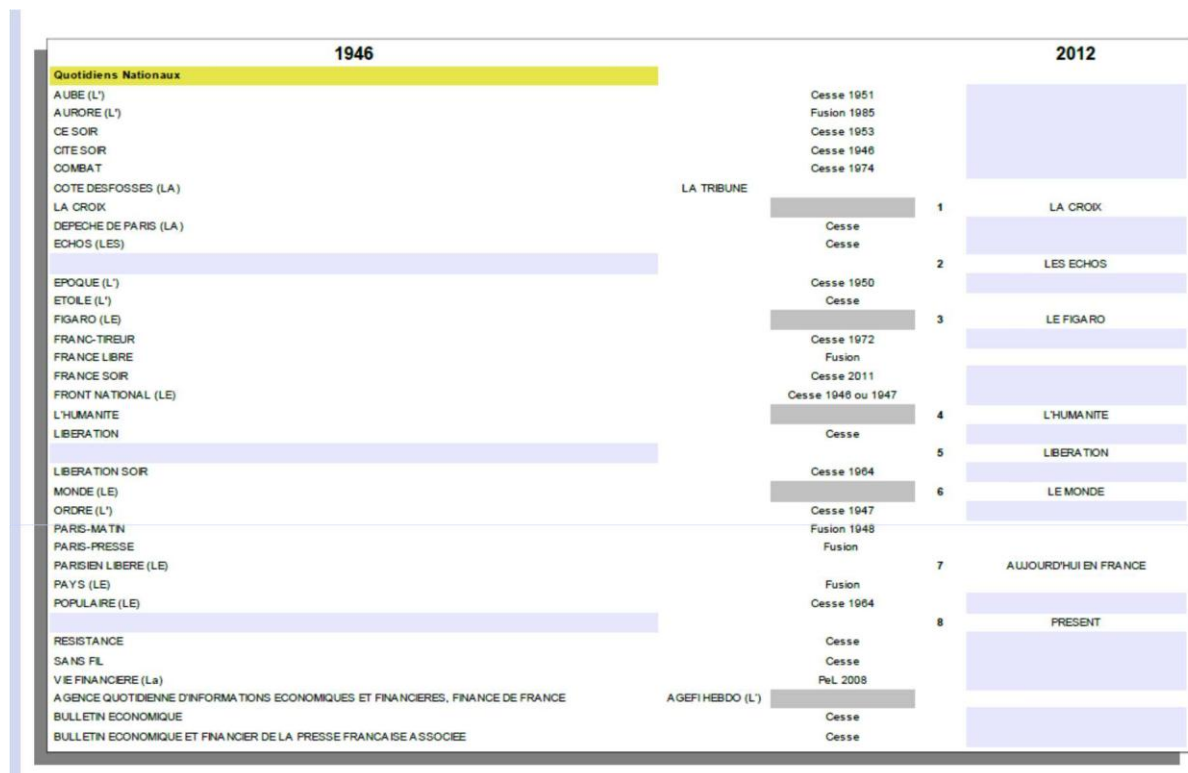 1946 2012
Quotidiens Nationaux
AUBE (L') Cesse 1951
AURORE (L') Fusion 1985
CE SOIR Cesse 1953
CITE SOIR Cesse 1946
COMBAT Cesse 1974
COTE DESFOSSES (LA) LA TRIBUNE
LA CROIX 1 LA CROIX
DEPECHE DE PARIS (LA) Cesse
ECHOS (LES) Cesse
2 LES ECHOS
EPOQUE (L') Cesse 1950
ETOILE (L') Cesse
FIGARO (LE) 3 LE FIGARO
FRANC-TIREUR Cesse 1972
FRANCE LIBRE Fusion
FRANCE SOIR Cesse 2011
FRONT NATIONAL (LE) Cesse 1946 ou 1947
L'HUMANITE 4 L'HUMANITE
LIBERATION Cesse
5 LIBERATION
LIBERATION SOIR Cesse 1964
MONDE (LE) 6 LE MONDE
ORDRE (L') Cesse 1947
PARIS-MATIN Fusion 1948
PARIS-PRESSE Fusion
PARISIEN LIBERE (LE) 7 AUJOURD'HUI EN FRANCE
PAYS (LE) Fusion
POPULAIRE (LE) Cesse 1964
8 PRESENT
RESISTANCE Cesse
SANS FIL Cesse
VIE FINANCIERE (La) PeL 2008
AGENCE QUOTIDIENNE D'INFORMATIONS ECONOMIQUES ET FINANCIERES, FINANCE DE FRANCE AGEFI HEBDO (L')
BULLETIN ECONOMIQUE Cesse
BULLETIN ECONOMIQUE ET FINANCIER DE LA PRESSE FRANCAISE ASSOCIEE Cesse